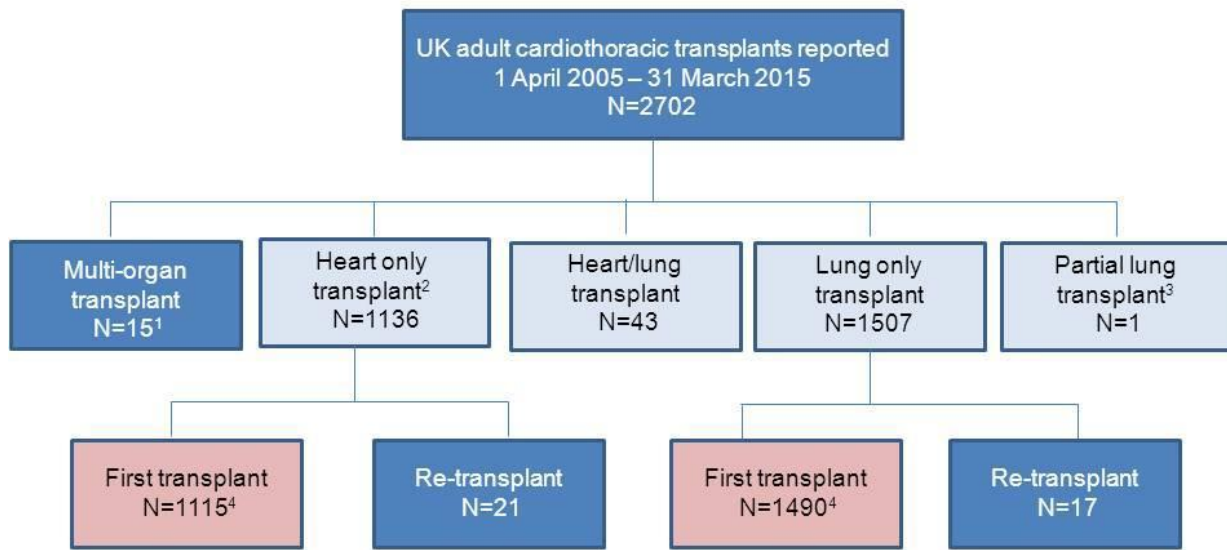 UK adult cardiothoracic transplants reported
1 April 2005 – 31 March 2015
N=2702
Multi-organ
transplant
N=15¹
Heart only
transplant²
N=1136
Heart/lung
transplant
N=43
Lung only
transplant
N=1507
Partial lung
transplant³
N=1
First transplant
N=1115⁴
Re-transplant
N=21
First transplant
N=1490⁴
Re-transplant
N=17